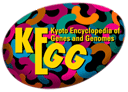 KEGG
Kyoto Encyclopedia of
Genes and Genomes